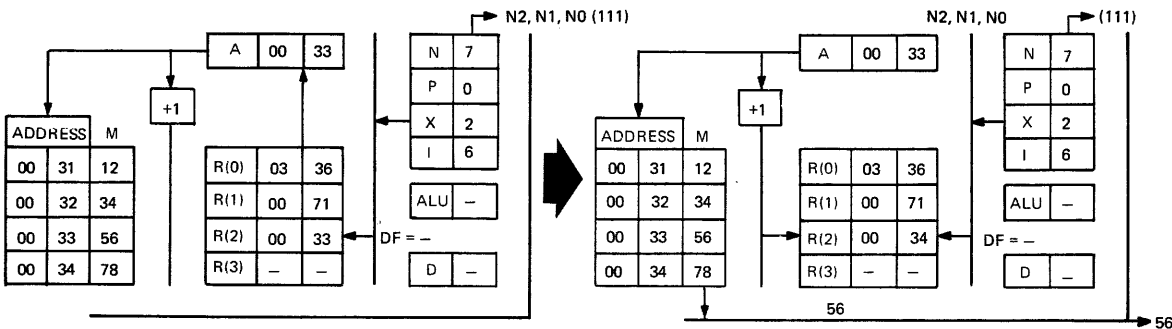 N2, N1, N0 (111)
A 00 33
+1
N 7
P 0
X 2
I 6
ADDRESS M
00 31 12
00 32 34
00 33 56
00 34 78
R(0) 03 36
R(1) 00 71
R(2) 00 33
R(3) – –
ALU –
DF = –
D –
N2, N1, N0 (111)
A 00 33
+1
N 7
P 0
X 2
I 6
ADDRESS M
00 31 12
00 32 34
00 33 56
00 34 78
R(0) 03 36
R(1) 00 71
R(2) 00 34
R(3) – –
ALU –
DF = –
D –
56
56